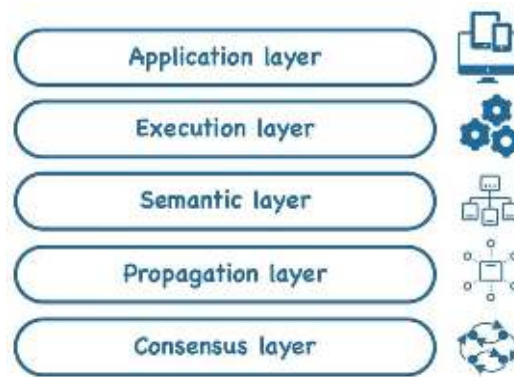 Application layer
Execution layer
Semantic layer
Propagation layer
Consensus layer